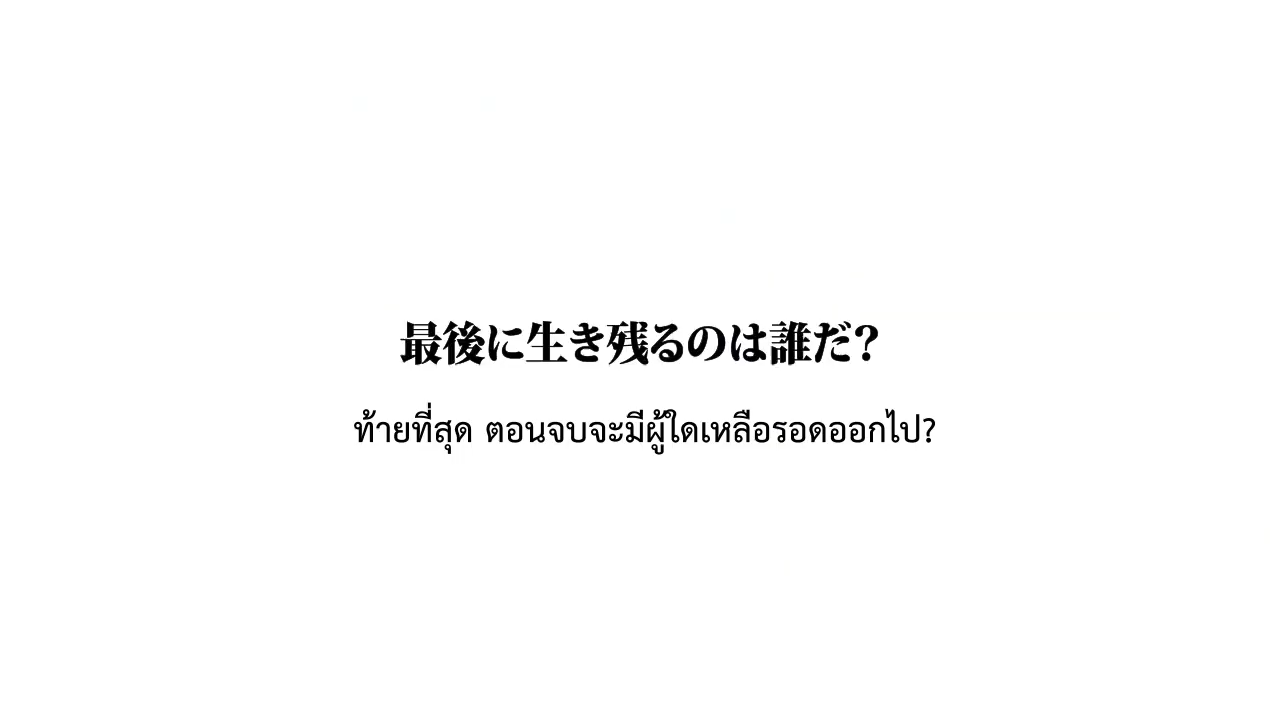 最後に生き残るのは誰だ？
ท้ายที่สุด ตอนจบจะมีผู้ใดเหลือรอดออกไป?